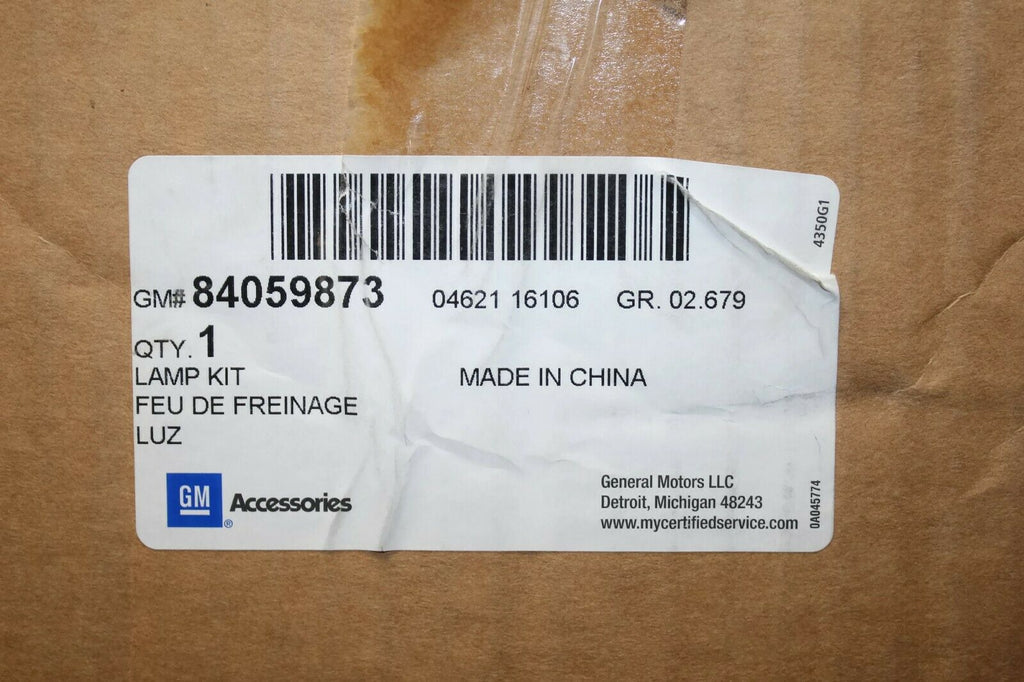 4350G1
GM# 84059873 04621 16106 GR. 02.679
QTY. 1
LAMP KIT MADE IN CHINA
FEU DE FREINAGE
LUZ
GM® Accessories
General Motors LLC
Detroit, Michigan 48243
www.mycertifiedservice.com
0A045774